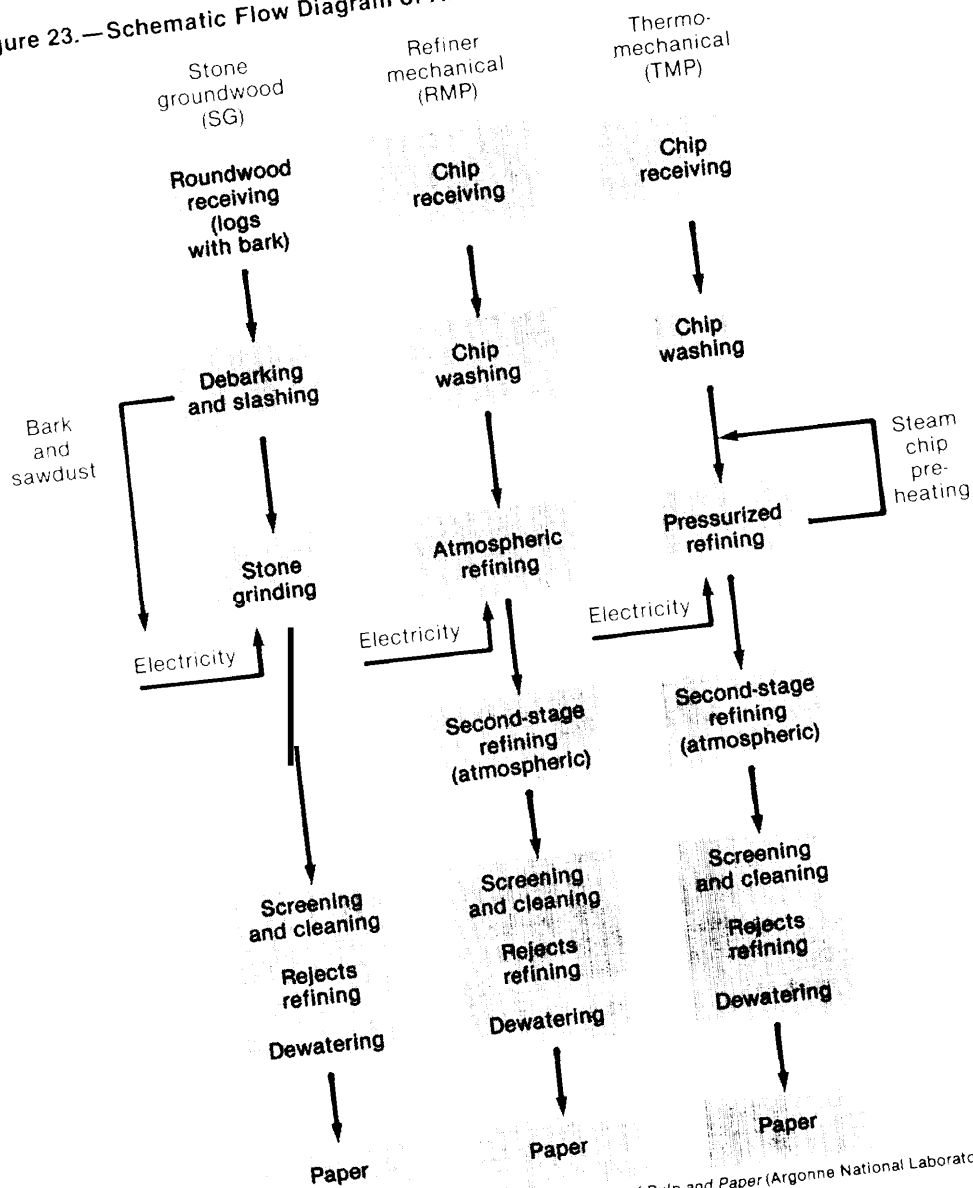 23.—Schematic Flow Diagram
Stone
groundwood
(SG)
Roundwood
receiving
(logs
with bark)
Debarking
and slashing
Bark
and
sawdust
Stone
grinding
Electricity
Screening
and cleaning
Rejects
refining
Dewatering
Paper
Refiner
mechanical
(RMP)
Chip
receiving
Chip
washing
Atmospheric
refining
Electricity
Second-stage
refining
(atmospheric)
Screening
and cleaning
Rejects
refining
Dewatering
Paper
Thermo-
mechanical
(TMP)
Chip
receiving
Chip
washing
Steam
chip
pre-
heating
Pressurized
refining
Electricity
Second-stage
refining
(atmospheric)
Screening
and cleaning
Rejects
refining
Dewatering
Paper
Pulp and Paper (Argonne National